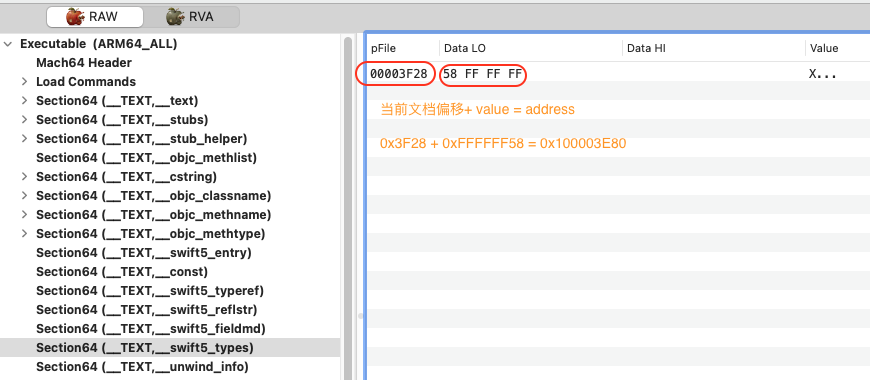 RAW
RVA
Executable (ARM64_ALL)
Mach64 Header
Load Commands
Section64 (__TEXT,__text)
Section64 (__TEXT,__stubs)
Section64 (__TEXT,__stub_helper)
Section64 (__TEXT,__objc_methlist)
Section64 (__TEXT,__cstring)
Section64 (__TEXT,__objc_classname)
Section64 (__TEXT,__objc_methname)
Section64 (__TEXT,__objc_methtype)
Section64 (__TEXT,__swift5_entry)
Section64 (__TEXT,__const)
Section64 (__TEXT,__swift5_typeref)
Section64 (__TEXT,__swift5_reflstr)
Section64 (__TEXT,__swift5_fieldmd)
Section64 (__TEXT,__swift5_types)
Section64 (__TEXT,__unwind_info)
pFile Data LO Data HI Value
00003F28 58 FF FF FF X...
当前文档偏移+ value = address
0x3F28 + 0xFFFFFF58 = 0x100003E80